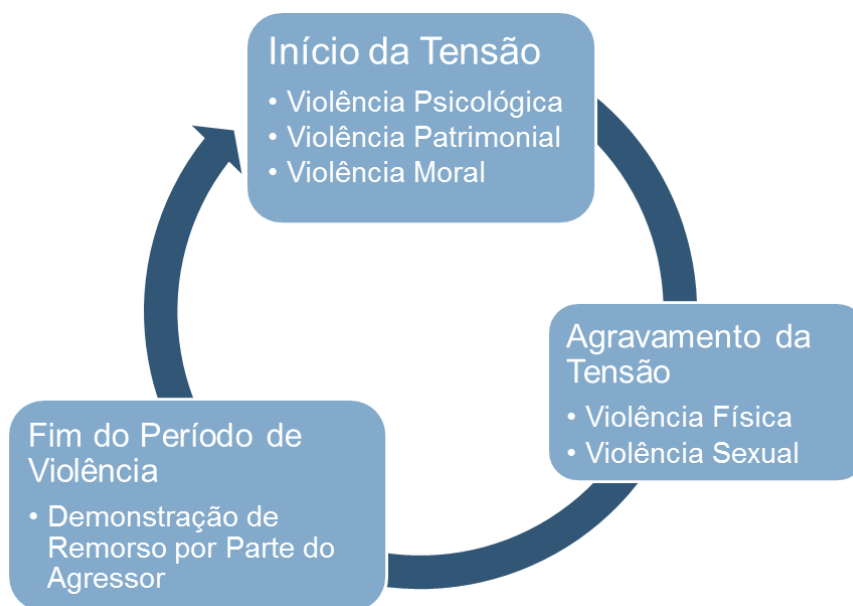 Início da Tensão
• Violência Psicológica
• Violência Patrimonial
• Violência Moral
Agravamento da
Tensão
• Violência Física
• Violência Sexual
Fim do Período de
Violência
• Demonstração de
Remorso por Parte do
Agressor